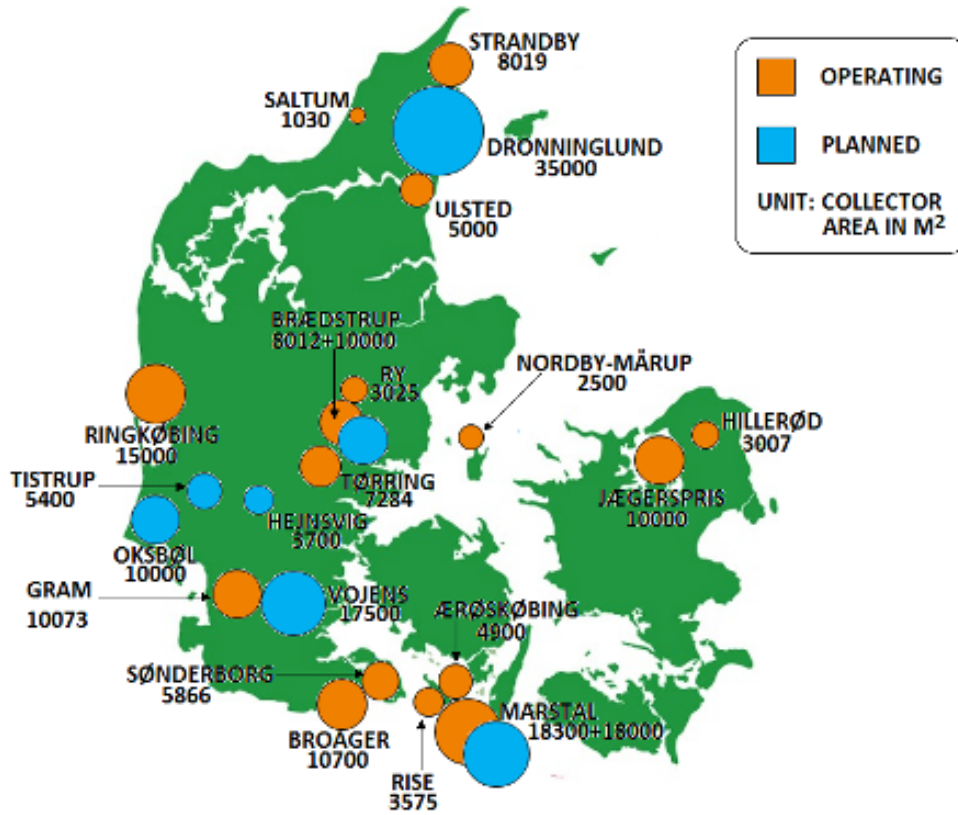 STRANDBY
8019
SALTUM
1030
DRONNINGLUND
35000
ULSTED
5000
OPERATING
PLANNED
UNIT: COLLECTOR
AREA IN M²
BRÆDSTRUP
8012+10000
RY
3025
NORDBY-MÅRUP
2500
HILLERØD
3007
RINGKØBING
15000
JÆGERSPRIS
10000
TISTRUP
5400
TØRRING
7284
HEJNSVIG
3700
OKSBØL
10000
GRAM
10073
VOJENS
17500
ÆRØSKØBING
4900
SØNDERBORG
5866
MARSTAL
18300+18000
BROAGER
10700
RISE
3575